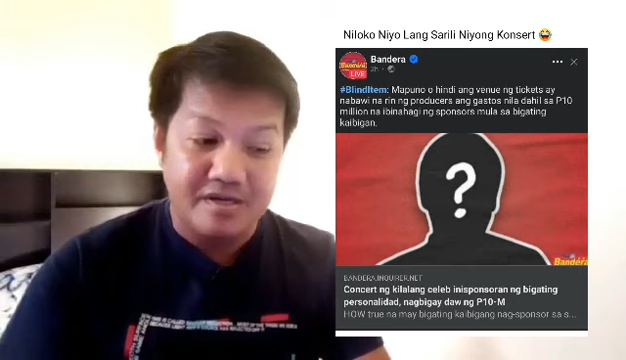 Niloko Niyo Lang Sarili Niyong Konsert 😂
Bandera
#BlindItem: Mapuno o hindi ang venue ng tickets ay
nabawi na rin ng producers ang gastos nila dahil sa P10
million na ibinahagi ng sponsors mula sa bigating
kaibigan.
?
Bandera
BANDERA.INQUIRER.NET
Concert ng kilalang celeb inisponsoran ng bigating
personalidad, nagbigay daw ng P10-M
HOW true na may bigating kaibigang nag-sponsor sa s...
LIVE